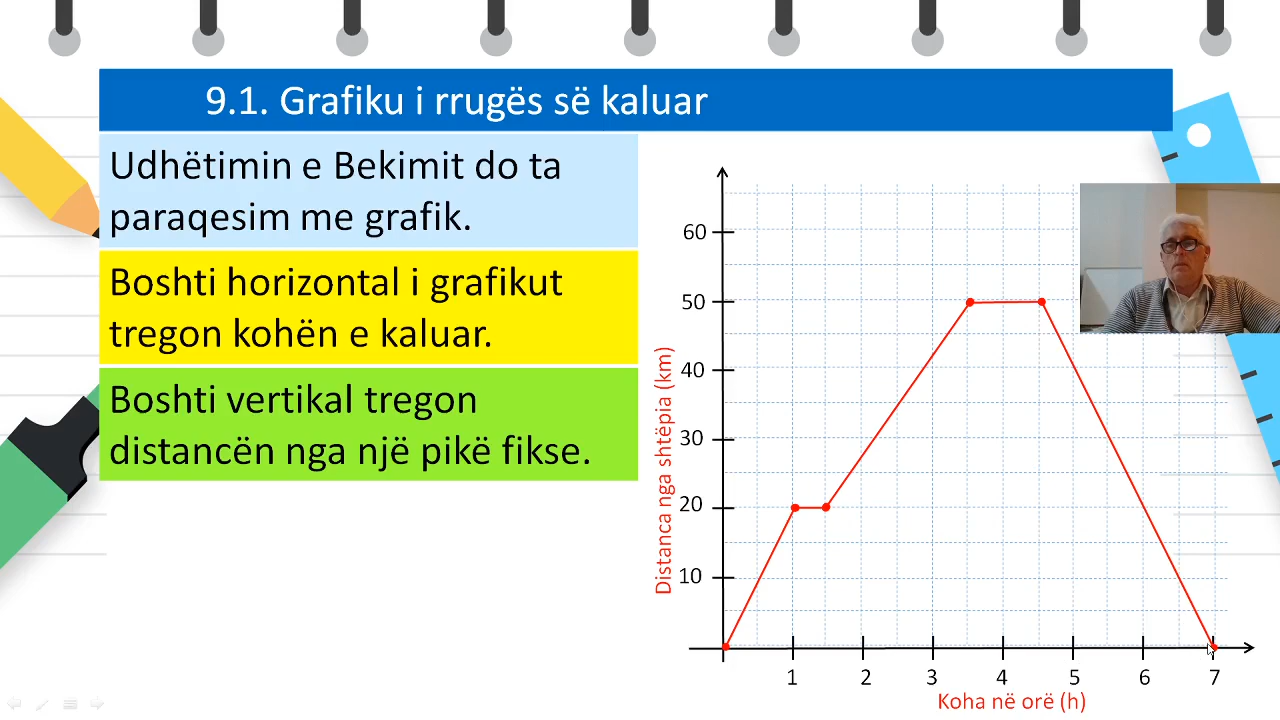 9.1. Grafiku i rrugës së kaluar
Udhëtimin e Bekimit do ta
paraqesim me grafik.
Boshti horizontal i grafikut
tregon kohën e kaluar.
Boshti vertikal tregon
distancën nga një pikë fikse.
Distanca nga shtëpia (km)
60
50
40
30
20
10
1 2 3 4 5 6 7
Koha në orë (h)